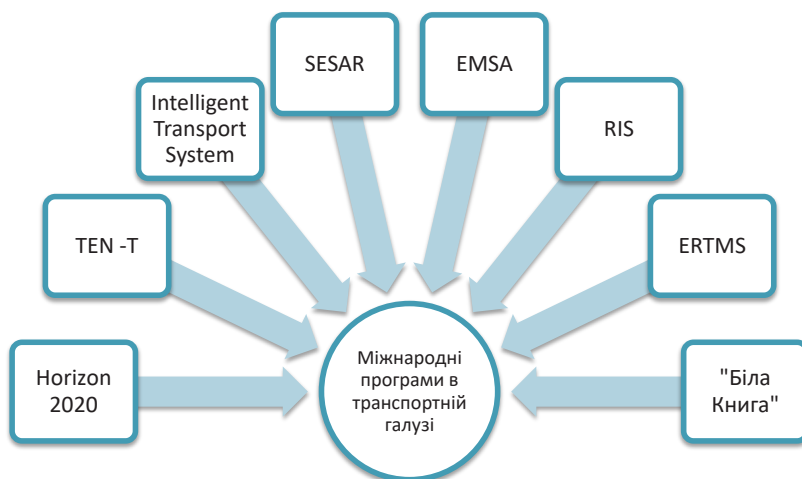 SESAR
EMSA
Intelligent
Transport
System
RIS
TEN -T
ERTMS
Horizon
2020
Міжнародні
програми в
транспортній
галузі
"Біла
Книга"